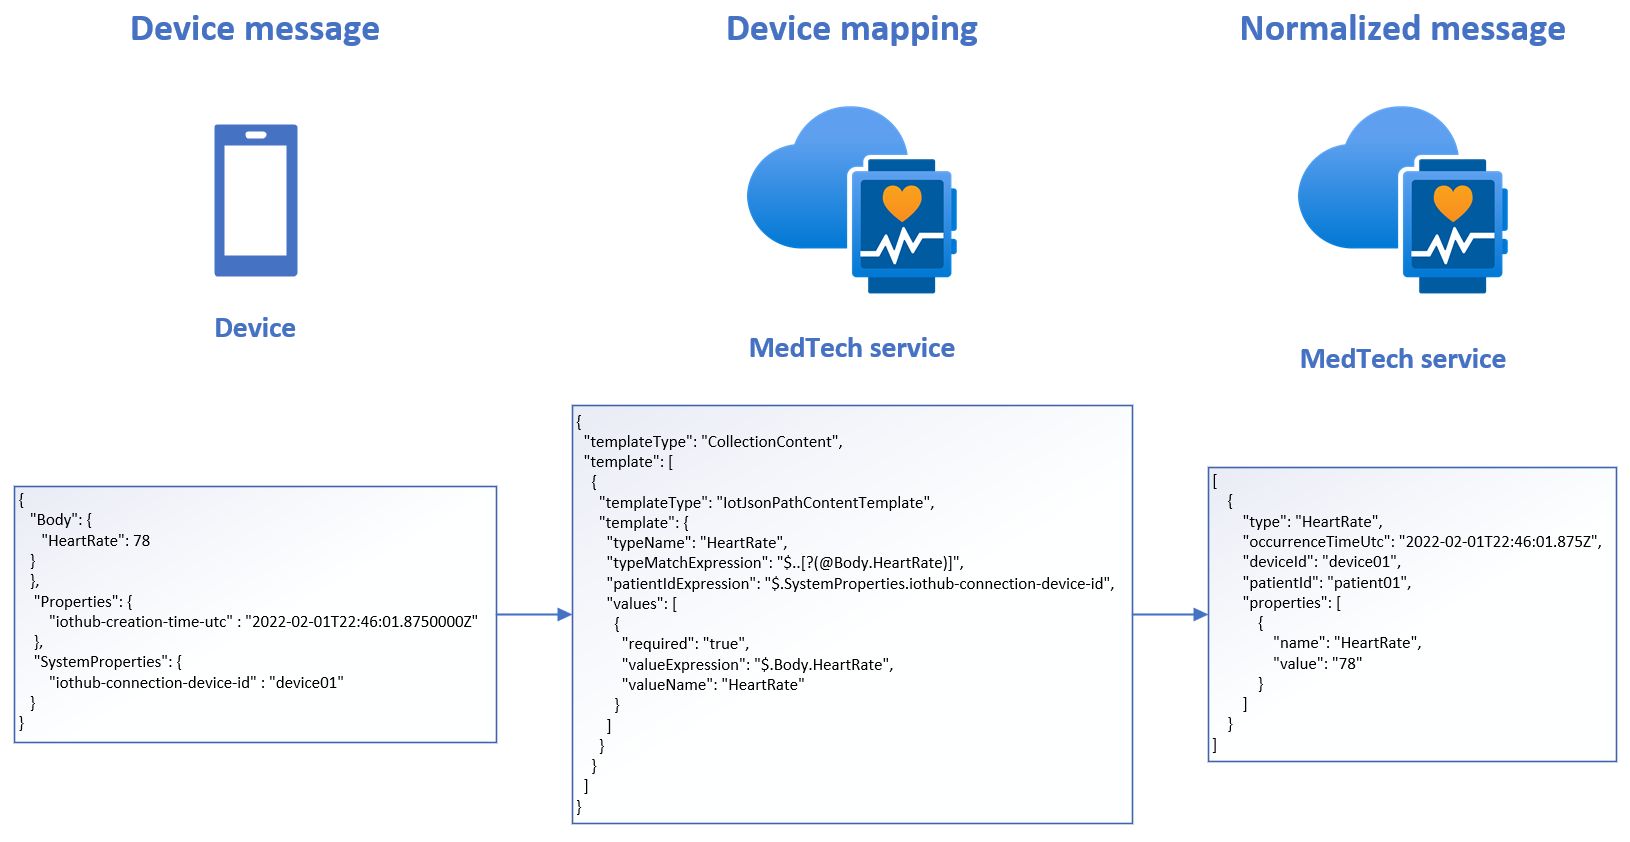 Device message
Device mapping
Normalized message
Device
MedTech service
MedTech service
{
"Body": {
"HeartRate": 78
}
},
"Properties": {
"iothub-creation-time-utc" : "2022-02-01T22:46:01.8750000Z"
},
"SystemProperties": {
"iothub-connection-device-id" : "device01"
}
}
{
"templateType": "CollectionContent",
"template": [
{
"templateType": "IotJsonPathContentTemplate",
"template": {
"typeName": "HeartRate",
"typeMatchExpression": "$..[?(@Body.HeartRate)]",
"patientIdExpression": "$.SystemProperties.iothub-connection-device-id",
"values": [
{
"required": "true",
"valueExpression": "$.Body.HeartRate",
"valueName": "HeartRate"
}
]
}
}
]
}
[
{
"type": "HeartRate",
"occurrenceTimeUtc": "2022-02-01T22:46:01.875Z",
"deviceId": "device01",
"patientId": "patient01",
"properties": [
{
"name": "HeartRate",
"value": "78"
}
]
}
]